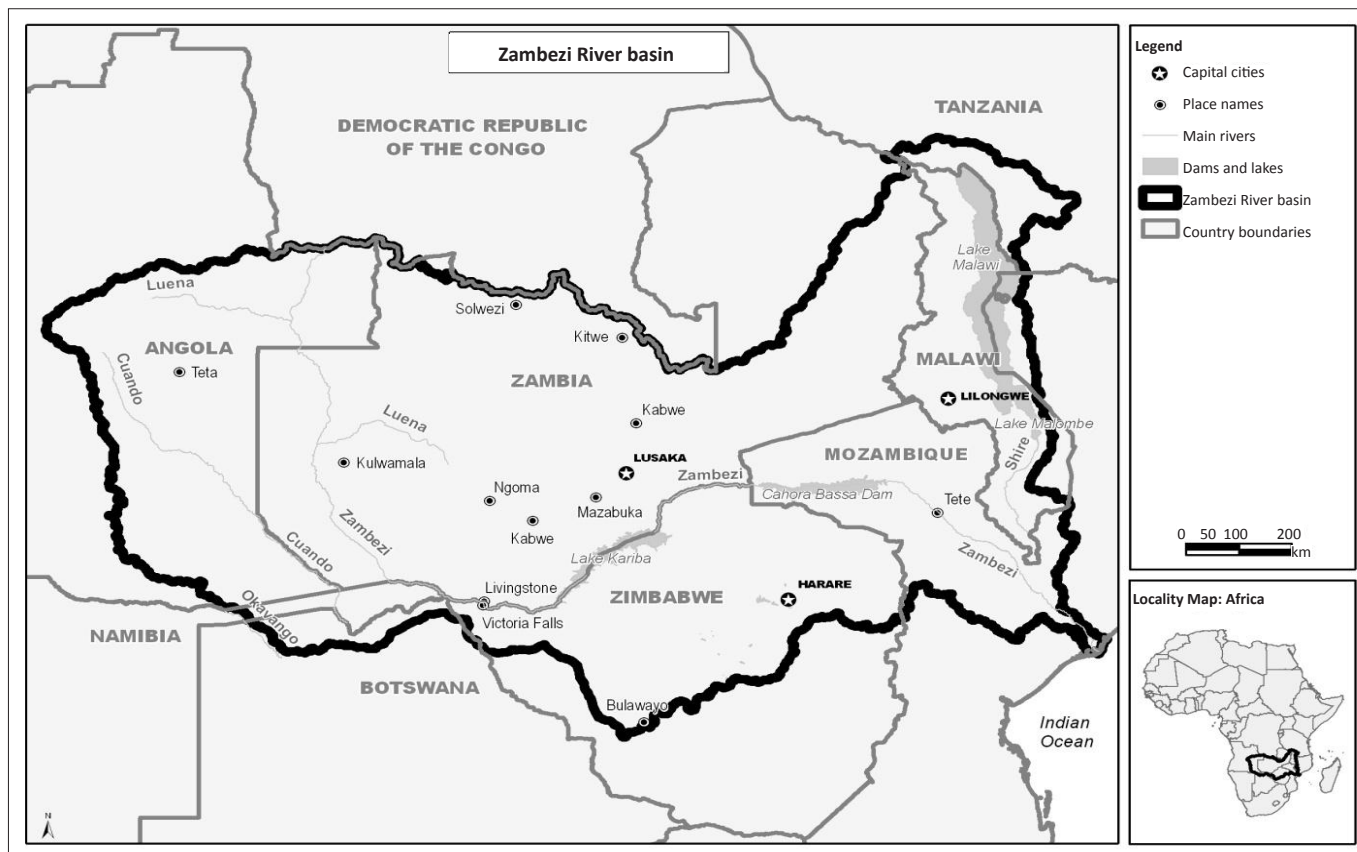 Zambezi River basin
TANZANIA
DEMOCRATIC REPUBLIC
OF THE CONGO
Lake
Malawi
Luena
Solwezi
Kitwe
ANGOLA
Teta
Cuando
ZAMBIA
MALAWI
LILONGWE
Luena
Kabwe
Lake Malombe
Kulwamala
LUSAKA
Zambezi
MOZAMBIQUE
Shire
Ngoma
Mazabuka
Cahora Bassa Dam
Tete
Kabwe
Zambezi
Cuando
Lake Kariba
Zambezi
Livingstone
Victoria Falls
ZIMBABWE
HARARE
Okavango
NAMIBIA
BOTSWANA
Bulawayo
Indian
Ocean
N
Legend
Capital cities
Place names
Main rivers
Dams and lakes
Zambezi River basin
Country boundaries
0 50 100 200
km
Locality Map: Africa